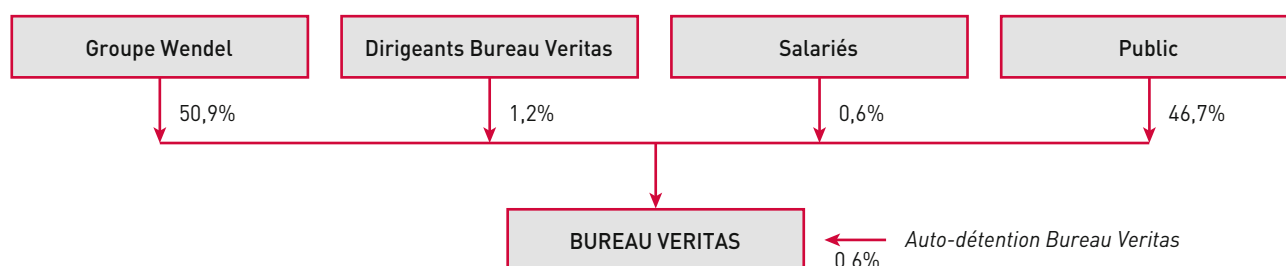 Groupe Wendel
Dirigeants Bureau Veritas
Salariés
Public
50,9%
1,2%
0,6%
46,7%
BUREAU VERITAS
Auto-détention Bureau Veritas
0,6%